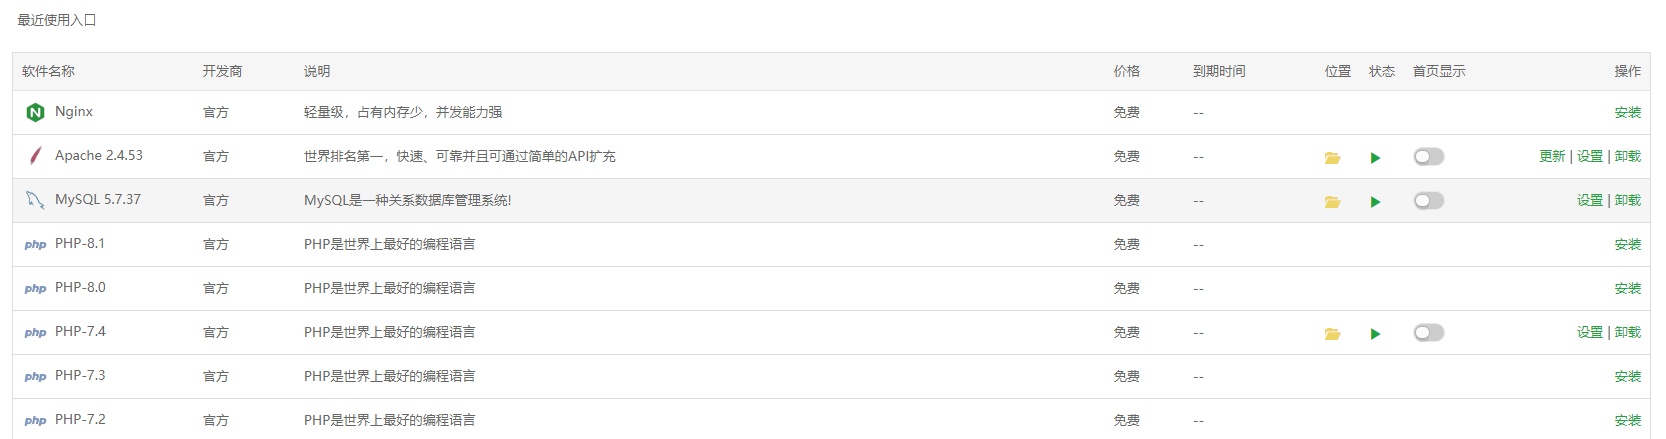 最近使用入口
软件名称 开发商 说明 价格 到期时间 位置 状态 首页显示 操作
Nginx 官方 轻量级，占有内存少，并发能力强 免费 -- 安装
Apache 2.4.53 官方 世界排名第一，快速、可靠并且可通过简单的API扩充 免费 -- 更新 | 设置 | 卸载
MySQL 5.7.37 官方 MySQL是一种关系数据库管理系统! 免费 -- 设置 | 卸载
php PHP-8.1 官方 PHP是世界上最好的编程语言 免费 -- 安装
php PHP-8.0 官方 PHP是世界上最好的编程语言 免费 -- 安装
php PHP-7.4 官方 PHP是世界上最好的编程语言 免费 -- 设置 | 卸载
php PHP-7.3 官方 PHP是世界上最好的编程语言 免费 -- 安装
php PHP-7.2 官方 PHP是世界上最好的编程语言 免费 -- 安装